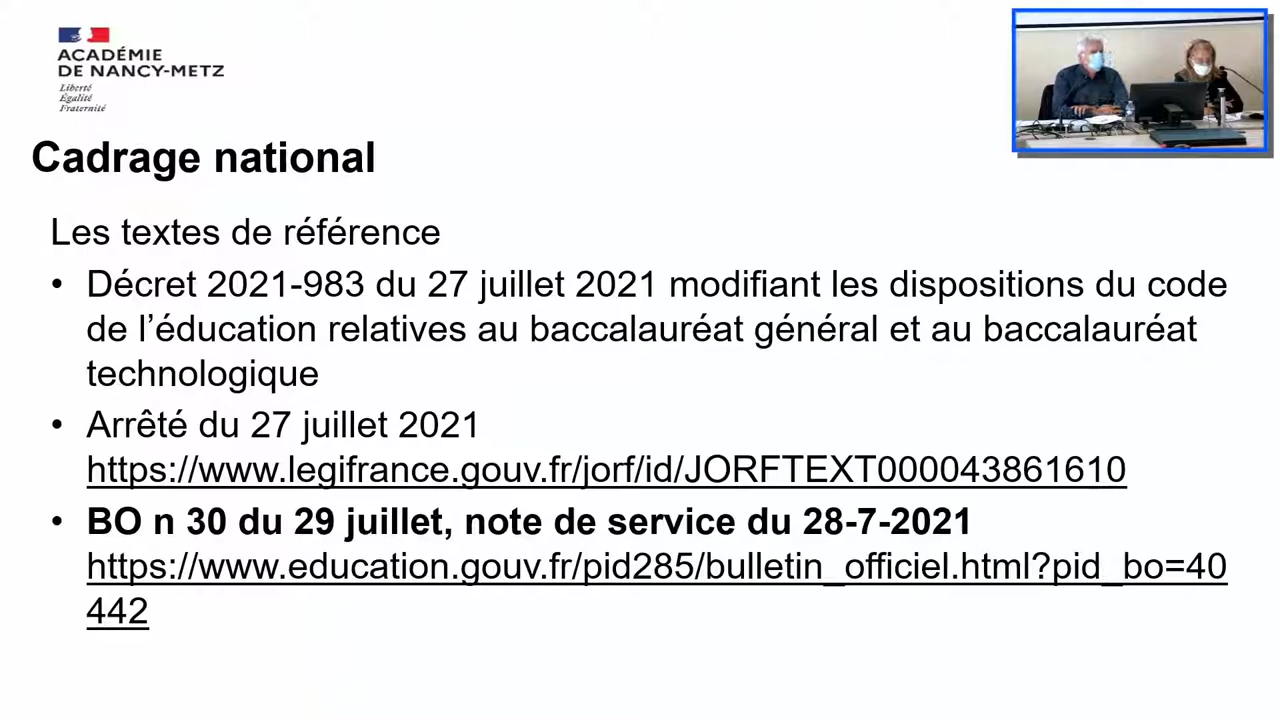 ACADÉMIE
DE NANCY-METZ
Liberté
Égalité
Fraternité
Cadrage national
Les textes de référence
• Décret 2021-983 du 27 juillet 2021 modifiant les dispositions du code
de l’éducation relatives au baccalauréat général et au baccalauréat
technologique
• Arrêté du 27 juillet 2021
https://www.legifrance.gouv.fr/jorf/id/JORFTEXT000043861610
• BO n 30 du 29 juillet, note de service du 28-7-2021
https://www.education.gouv.fr/pid285/bulletin_officiel.html?pid_bo=40
442